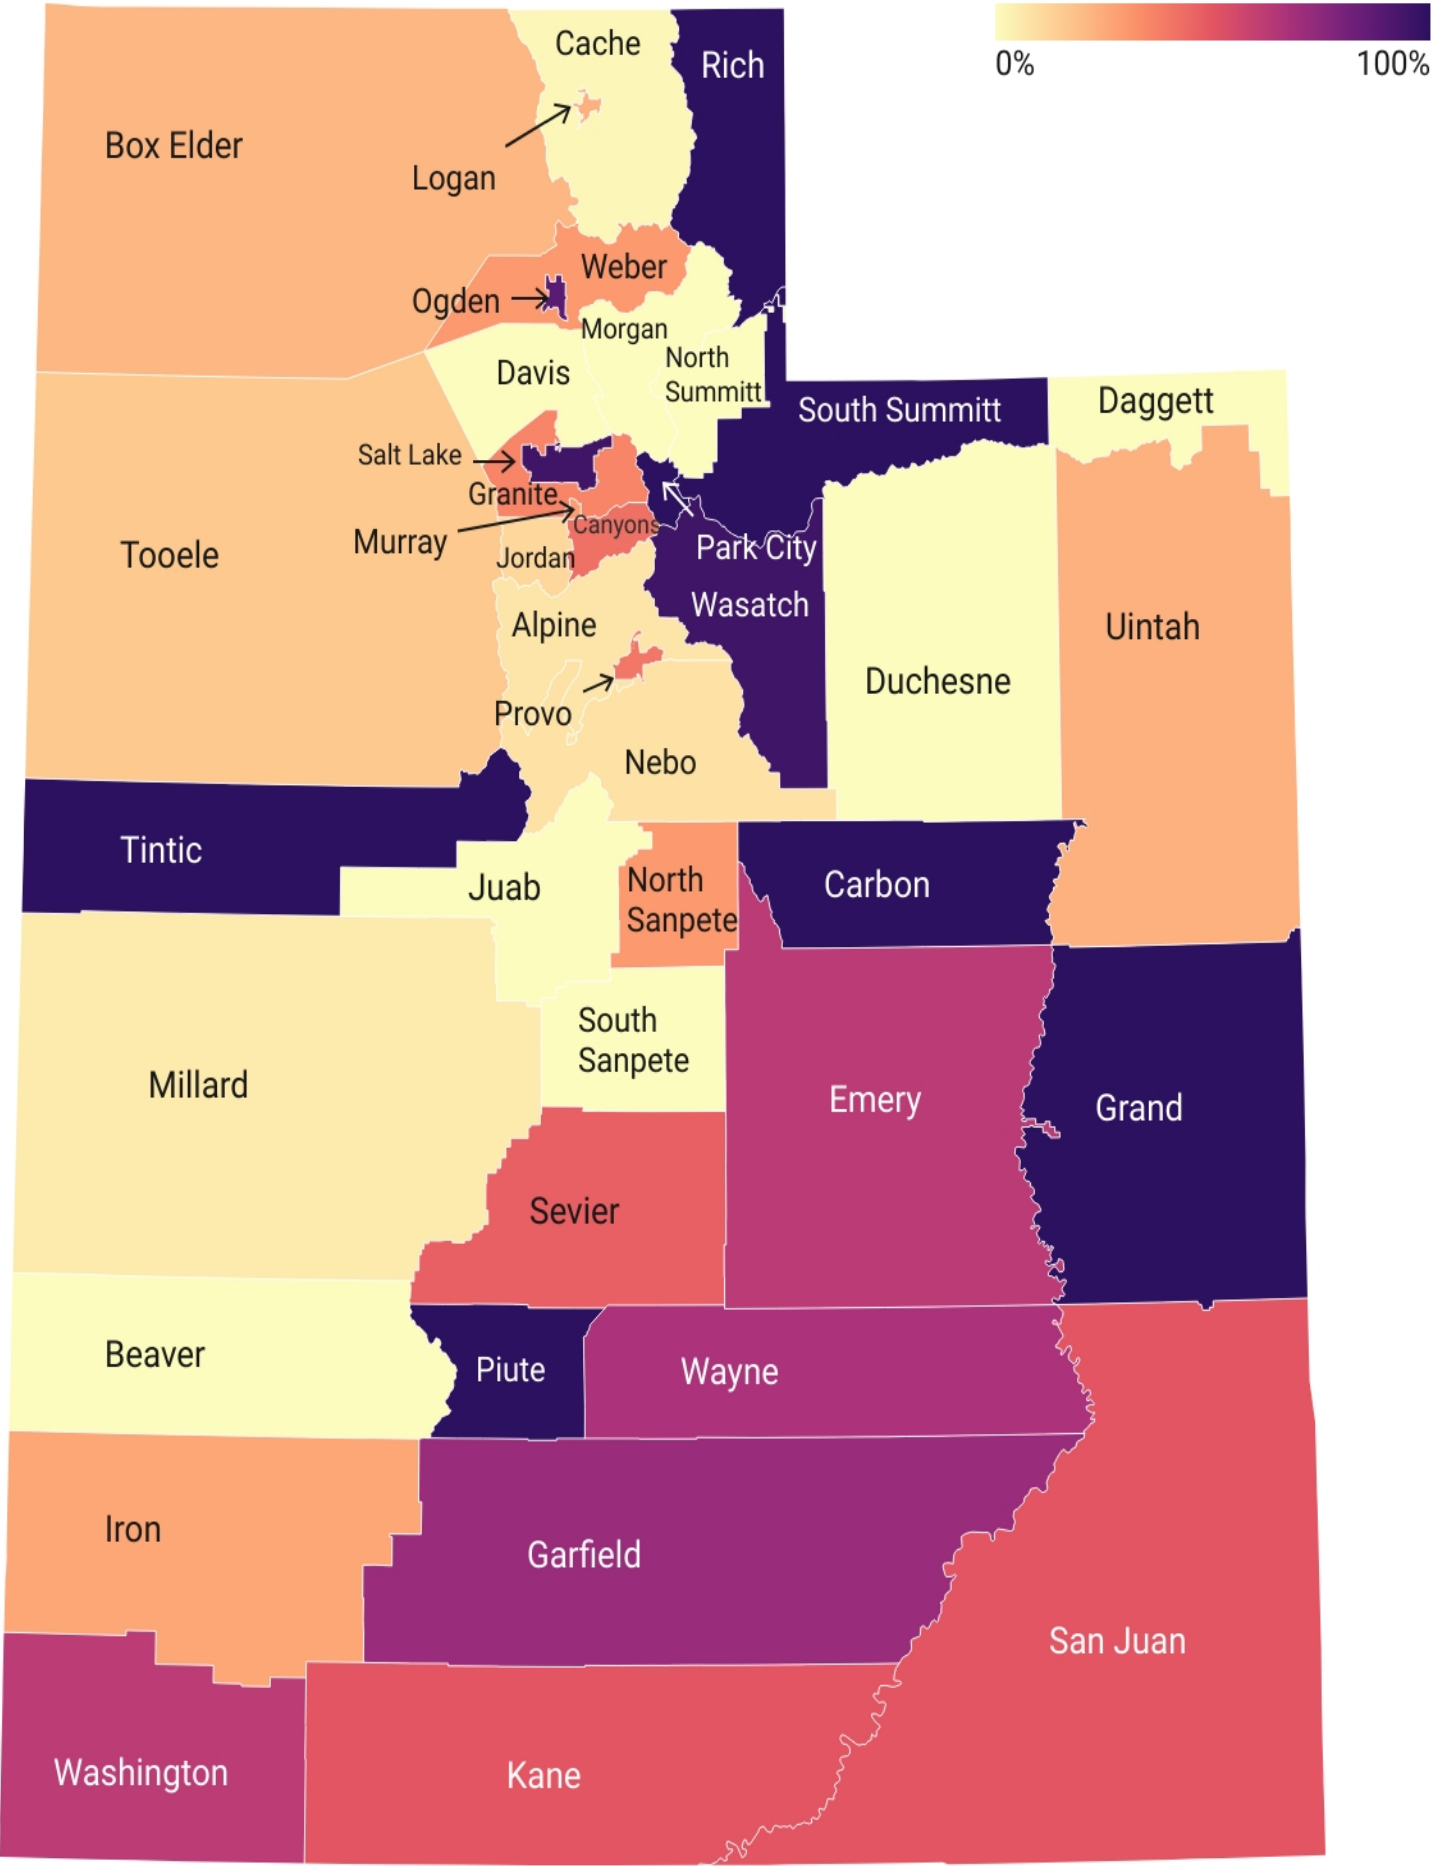 0%
100%
Cache
Rich
Box Elder
Logan
Weber
Ogden
Morgan
North
Summitt
Davis
South Summitt
Daggett
Salt Lake
Granite
Canyons
Murray
Jordan
Park City
Tooele
Wasatch
Alpine
Uintah
Duchesne
Provo
Nebo
Tintic
Juab
North
Sanpete
Carbon
South
Sanpete
Millard
Emery
Grand
Sevier
Beaver
Piute
Wayne
Iron
Garfield
San Juan
Washington
Kane